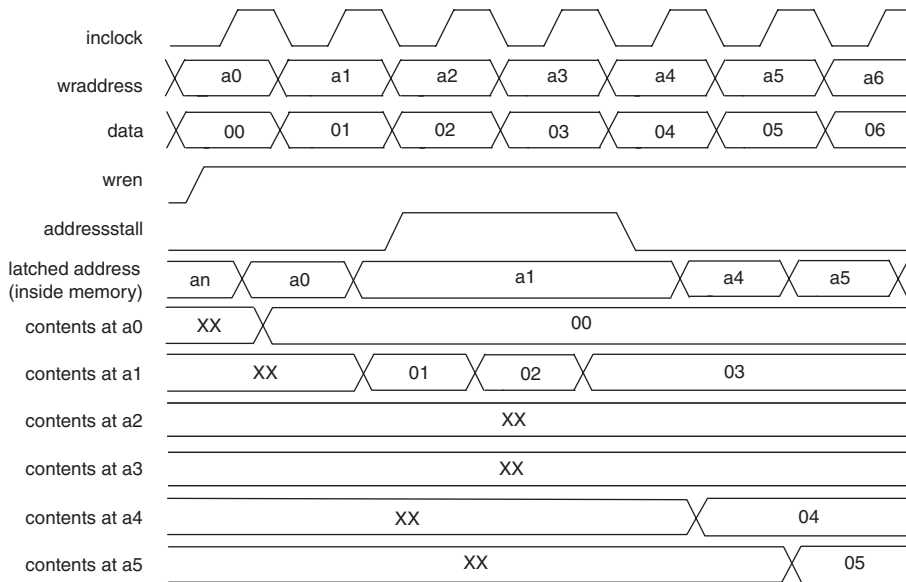 inclock
wraddress a0 a1 a2 a3 a4 a5 a6
data 00 01 02 03 04 05 06
wren
addressstall
latched address
(inside memory) an a0 a1 a4 a5
contents at a0 XX 00
contents at a1 XX 01 02 03
contents at a2 XX
contents at a3 XX
contents at a4 XX 04
contents at a5 XX 05